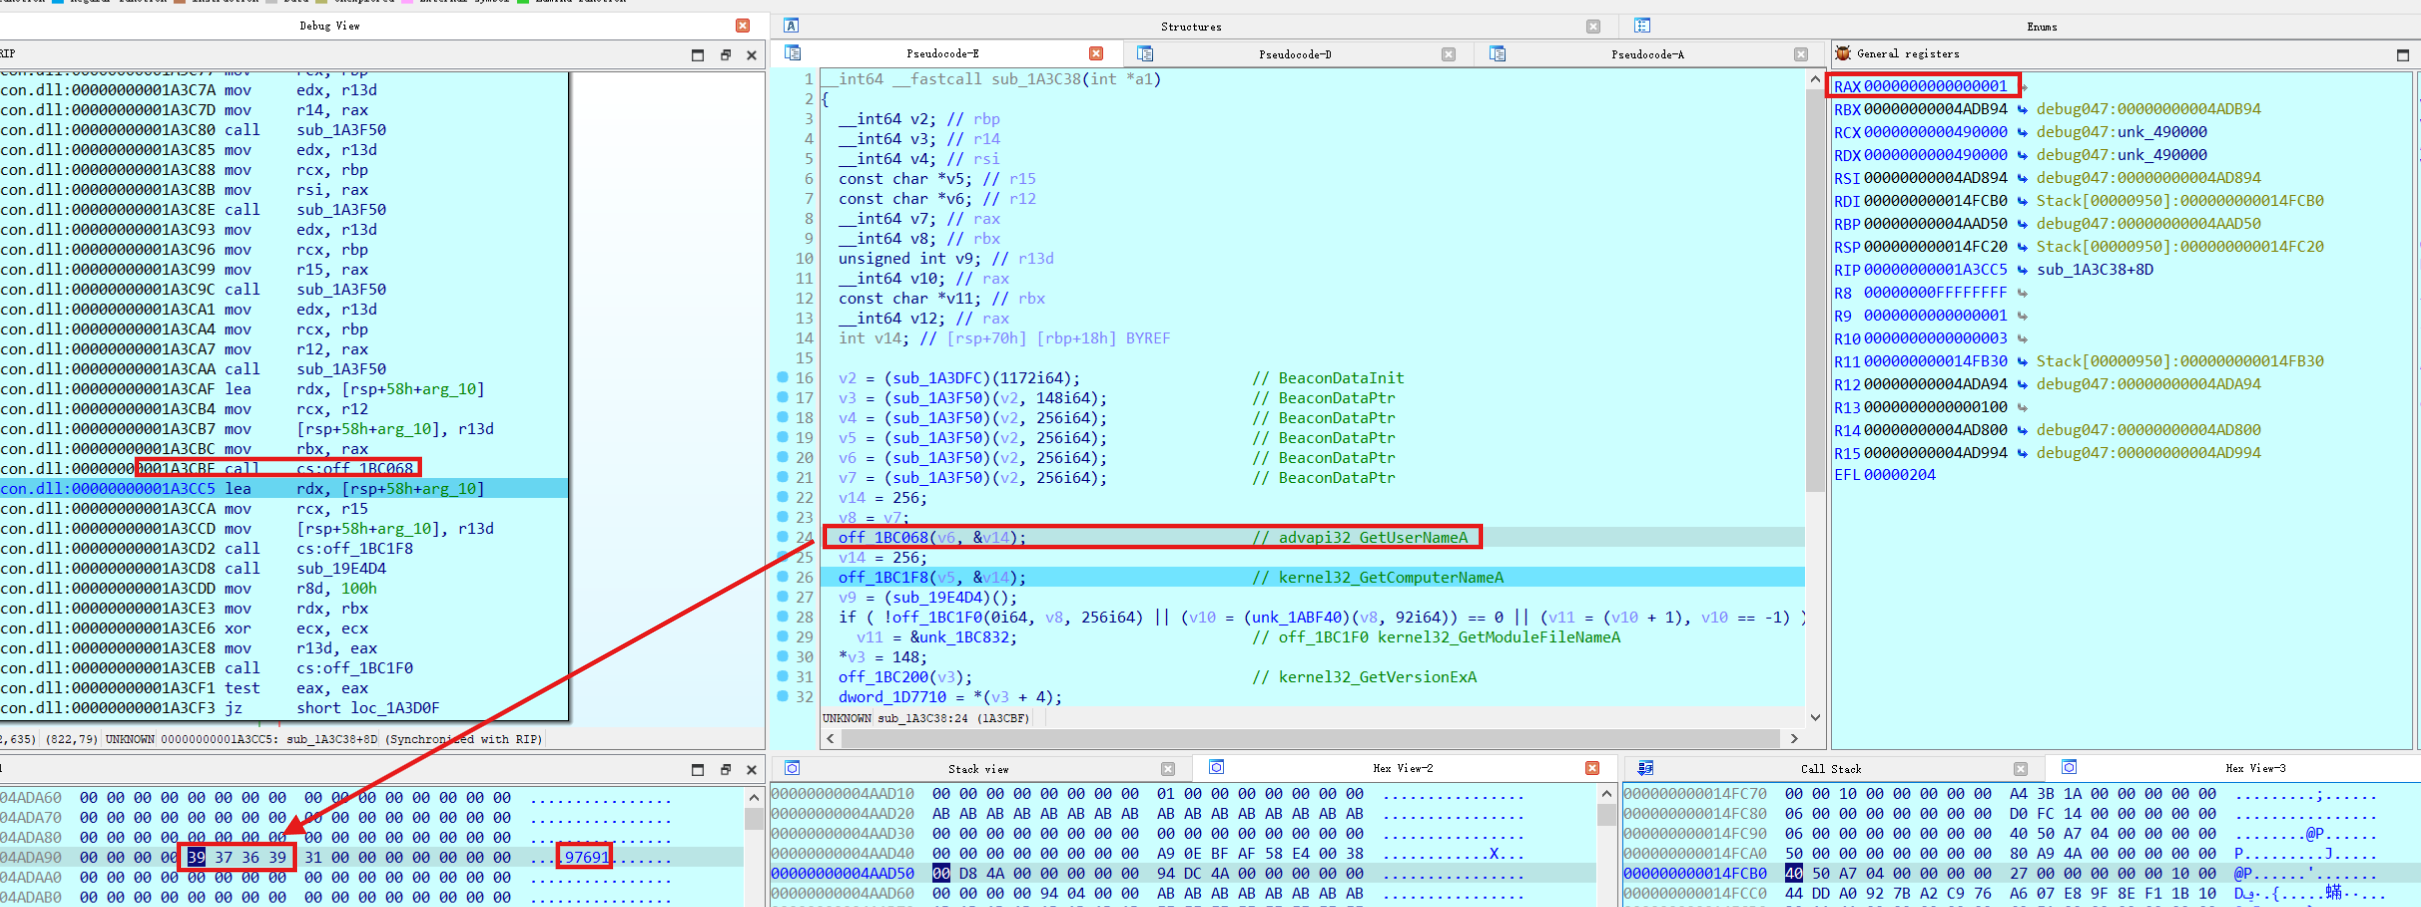 Debug View
Structures
Enums
RIP
Pseudocode-E
Pseudocode-D
Pseudocode-A
General registers
con.dll:00000000001A3C7A mov edx, r13d
con.dll:00000000001A3C7D mov r14, rax
con.dll:00000000001A3C80 call sub_1A3F50
con.dll:00000000001A3C85 mov edx, r13d
con.dll:00000000001A3C88 mov rcx, rbp
con.dll:00000000001A3C8B mov rsi, rax
con.dll:00000000001A3C8E call sub_1A3F50
con.dll:00000000001A3C93 mov edx, r13d
con.dll:00000000001A3C96 mov rcx, rbp
con.dll:00000000001A3C99 mov r15, rax
con.dll:00000000001A3C9C call sub_1A3F50
con.dll:00000000001A3CA1 mov edx, r13d
con.dll:00000000001A3CA4 mov rcx, rbp
con.dll:00000000001A3CA7 mov r12, rax
con.dll:00000000001A3CAA call sub_1A3F50
con.dll:00000000001A3CAF lea rdx, [rsp+58h+arg_10]
con.dll:00000000001A3CB4 mov rcx, r12
con.dll:00000000001A3CB7 mov [rsp+58h+arg_10], r13d
con.dll:00000000001A3CBC mov rbx, rax
con.dll:00000000001A3CBF call cs:off_1BC068
con.dll:00000000001A3CC5 lea rdx, [rsp+58h+arg_10]
con.dll:00000000001A3CCA mov rcx, r15
con.dll:00000000001A3CCD mov [rsp+58h+arg_10], r13d
con.dll:00000000001A3CD2 call cs:off_1BC1F8
con.dll:00000000001A3CD8 call sub_19E4D4
con.dll:00000000001A3CDD mov r8d, 100h
con.dll:00000000001A3CE3 mov rdx, rbx
con.dll:00000000001A3CE6 xor ecx, ecx
con.dll:00000000001A3CE8 mov r13d, eax
con.dll:00000000001A3CEB call cs:off_1BC1F0
con.dll:00000000001A3CF1 test eax, eax
con.dll:00000000001A3CF3 jz short loc_1A3D0F
2,635) (822,79) UNKNOWN 00000000001A3CC5: sub_1A3C38+8D (Synchronized with RIP)
1 __int64 __fastcall sub_1A3C38(int *a1)
2 {
3 __int64 v2; // rbp
4 __int64 v3; // r14
5 __int64 v4; // rsi
6 const char *v5; // r15
7 const char *v6; // r12
8 __int64 v7; // rax
9 __int64 v8; // rbx
10 unsigned int v9; // r13d
11 __int64 v10; // rax
12 const char *v11; // rbx
13 __int64 v12; // rax
14 int v14; // [rsp+70h] [rbp+18h] BYREF
15
16 v2 = (sub_1A3DFC)(1172i64); // BeaconDataInit
17 v3 = (sub_1A3F50)(v2, 148i64); // BeaconDataPtr
18 v4 = (sub_1A3F50)(v2, 256i64); // BeaconDataPtr
19 v5 = (sub_1A3F50)(v2, 256i64); // BeaconDataPtr
20 v6 = (sub_1A3F50)(v2, 256i64); // BeaconDataPtr
21 v7 = (sub_1A3F50)(v2, 256i64); // BeaconDataPtr
22 v14 = 256;
23 v8 = v7;
24 off_1BC068(v6, &v14); // advapi32_GetUserNameA
25 v14 = 256;
26 off_1BC1F8(v5, &v14); // kernel32_GetComputerNameA
27 v9 = (sub_19E4D4)();
28 if ( !off_1BC1F0(0i64, v8, 256i64) || (v10 = (unk_1ABF40)(v8, 92i64)) == 0 || (v11 = (v10 + 1), v10 == -1) )
29 v11 = &unk_1BC832; // off_1BC1F0 kernel32_GetModuleFileNameA
30 *v3 = 148;
31 off_1BC200(v3); // kernel32_GetVersionExA
32 dword_1D7710 = *(v3 + 4);
UNKNOWN sub_1A3C38:24 (1A3CBF)
RAX 0000000000000001
RBX 00000000004ADB94 debug047:00000000004ADB94
RCX 0000000000490000 debug047:unk_490000
RDX 0000000000490000 debug047:unk_490000
RSI 00000000004AD894 debug047:00000000004AD894
RDI 000000000014FCB0 Stack[00000950]:000000000014FCB0
RBP 00000000004AAD50 debug047:00000000004AAD50
RSP 000000000014FC20 Stack[00000950]:000000000014FC20
RIP 00000000001A3CC5 sub_1A3C38+8D
R8 00000000FFFFFFFF
R9 0000000000000001
R10 0000000000000003
R11 000000000014FB30 Stack[00000950]:000000000014FB30
R12 00000000004ADA94 debug047:00000000004ADA94
R13 0000000000000100
R14 00000000004AD800 debug047:00000000004AD800
R15 00000000004AD994 debug047:00000000004AD994
EFL 00000204
04ADA60 00 00 00 00 00 00 00 00 00 00 00 00 00 00 00 00 ................
04ADA70 00 00 00 00 00 00 00 00 00 00 00 00 00 00 00 00 ................
04ADA80 00 00 00 00 00 00 00 00 00 00 00 00 00 00 00 00 ................
04ADA90 00 00 00 00 39 37 36 39 31 00 00 00 00 00 00 00 ....97691.......
04ADAA0 00 00 00 00 00 00 00 00 00 00 00 00 00 00 00 00 ................
04ADAB0 00 00 00 00 00 00 00 00 00 00 00 00 00 00 00 00 ................
Stack view
Hex View-2
00000000004AAD10 00 00 00 00 00 00 00 00 01 00 00 00 00 00 00 00 ................
00000000004AAD20 AB AB AB AB AB AB AB AB AB AB AB AB AB AB AB AB
00000000004AAD30 00 00 00 00 00 00 00 00 00 00 00 00 00 00 00 00 ................
00000000004AAD40 00 00 00 00 00 00 00 00 A9 0E BF AF 58 E4 00 38 ............X...
00000000004AAD50 00 D8 4A 00 00 00 00 00 94 DC 4A 00 00 00 00 00
00000000004AAD60 00 00 00 00 00 00 94 04 00 00 AB AB AB AB AB AB
Call Stack
Hex View-3
000000000014FC70 00 00 10 00 00 00 00 00 A4 3B 1A 00 00 00 00 00 .........;......
000000000014FC80 06 00 00 00 00 00 00 00 D0 FC 14 00 00 00 00 00 ................
000000000014FC90 06 00 00 00 00 00 00 00 40 50 A7 04 00 00 00 00 ........@P......
000000000014FCA0 50 00 00 00 00 00 00 00 80 A9 4A 00 00 00 00 00 P.........J.....
000000000014FCB0 40 50 A7 04 00 00 00 00 27 00 00 00 00 00 10 00 @P......'.......
000000000014FCC0 44 DD A0 92 7B A2 C9 76 A6 07 E8 9F 8E F1 1B 10